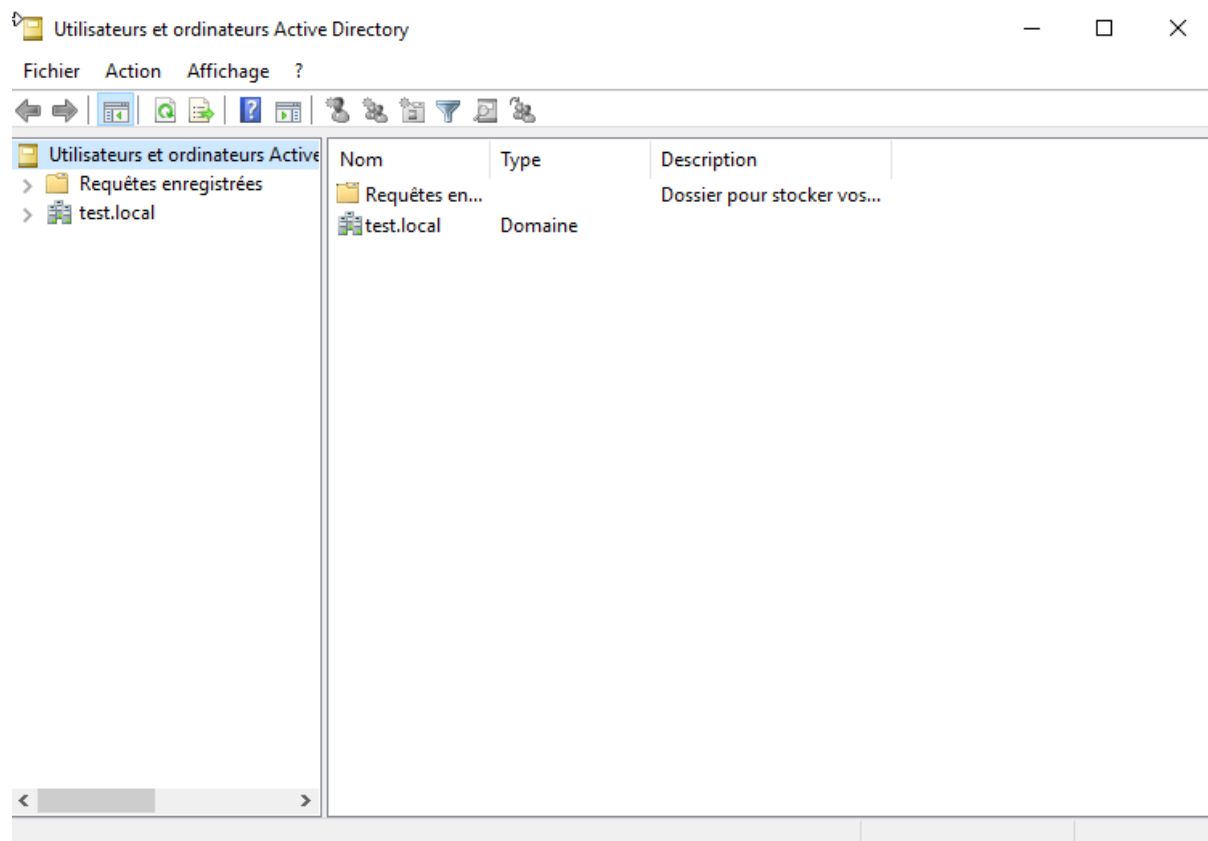 Utilisateurs et ordinateurs Active Directory
Fichier Action Affichage ?
Utilisateurs et ordinateurs Active
Requêtes enregistrées
test.local
Nom Type Description
Requêtes en... Dossier pour stocker vos...
test.local Domaine